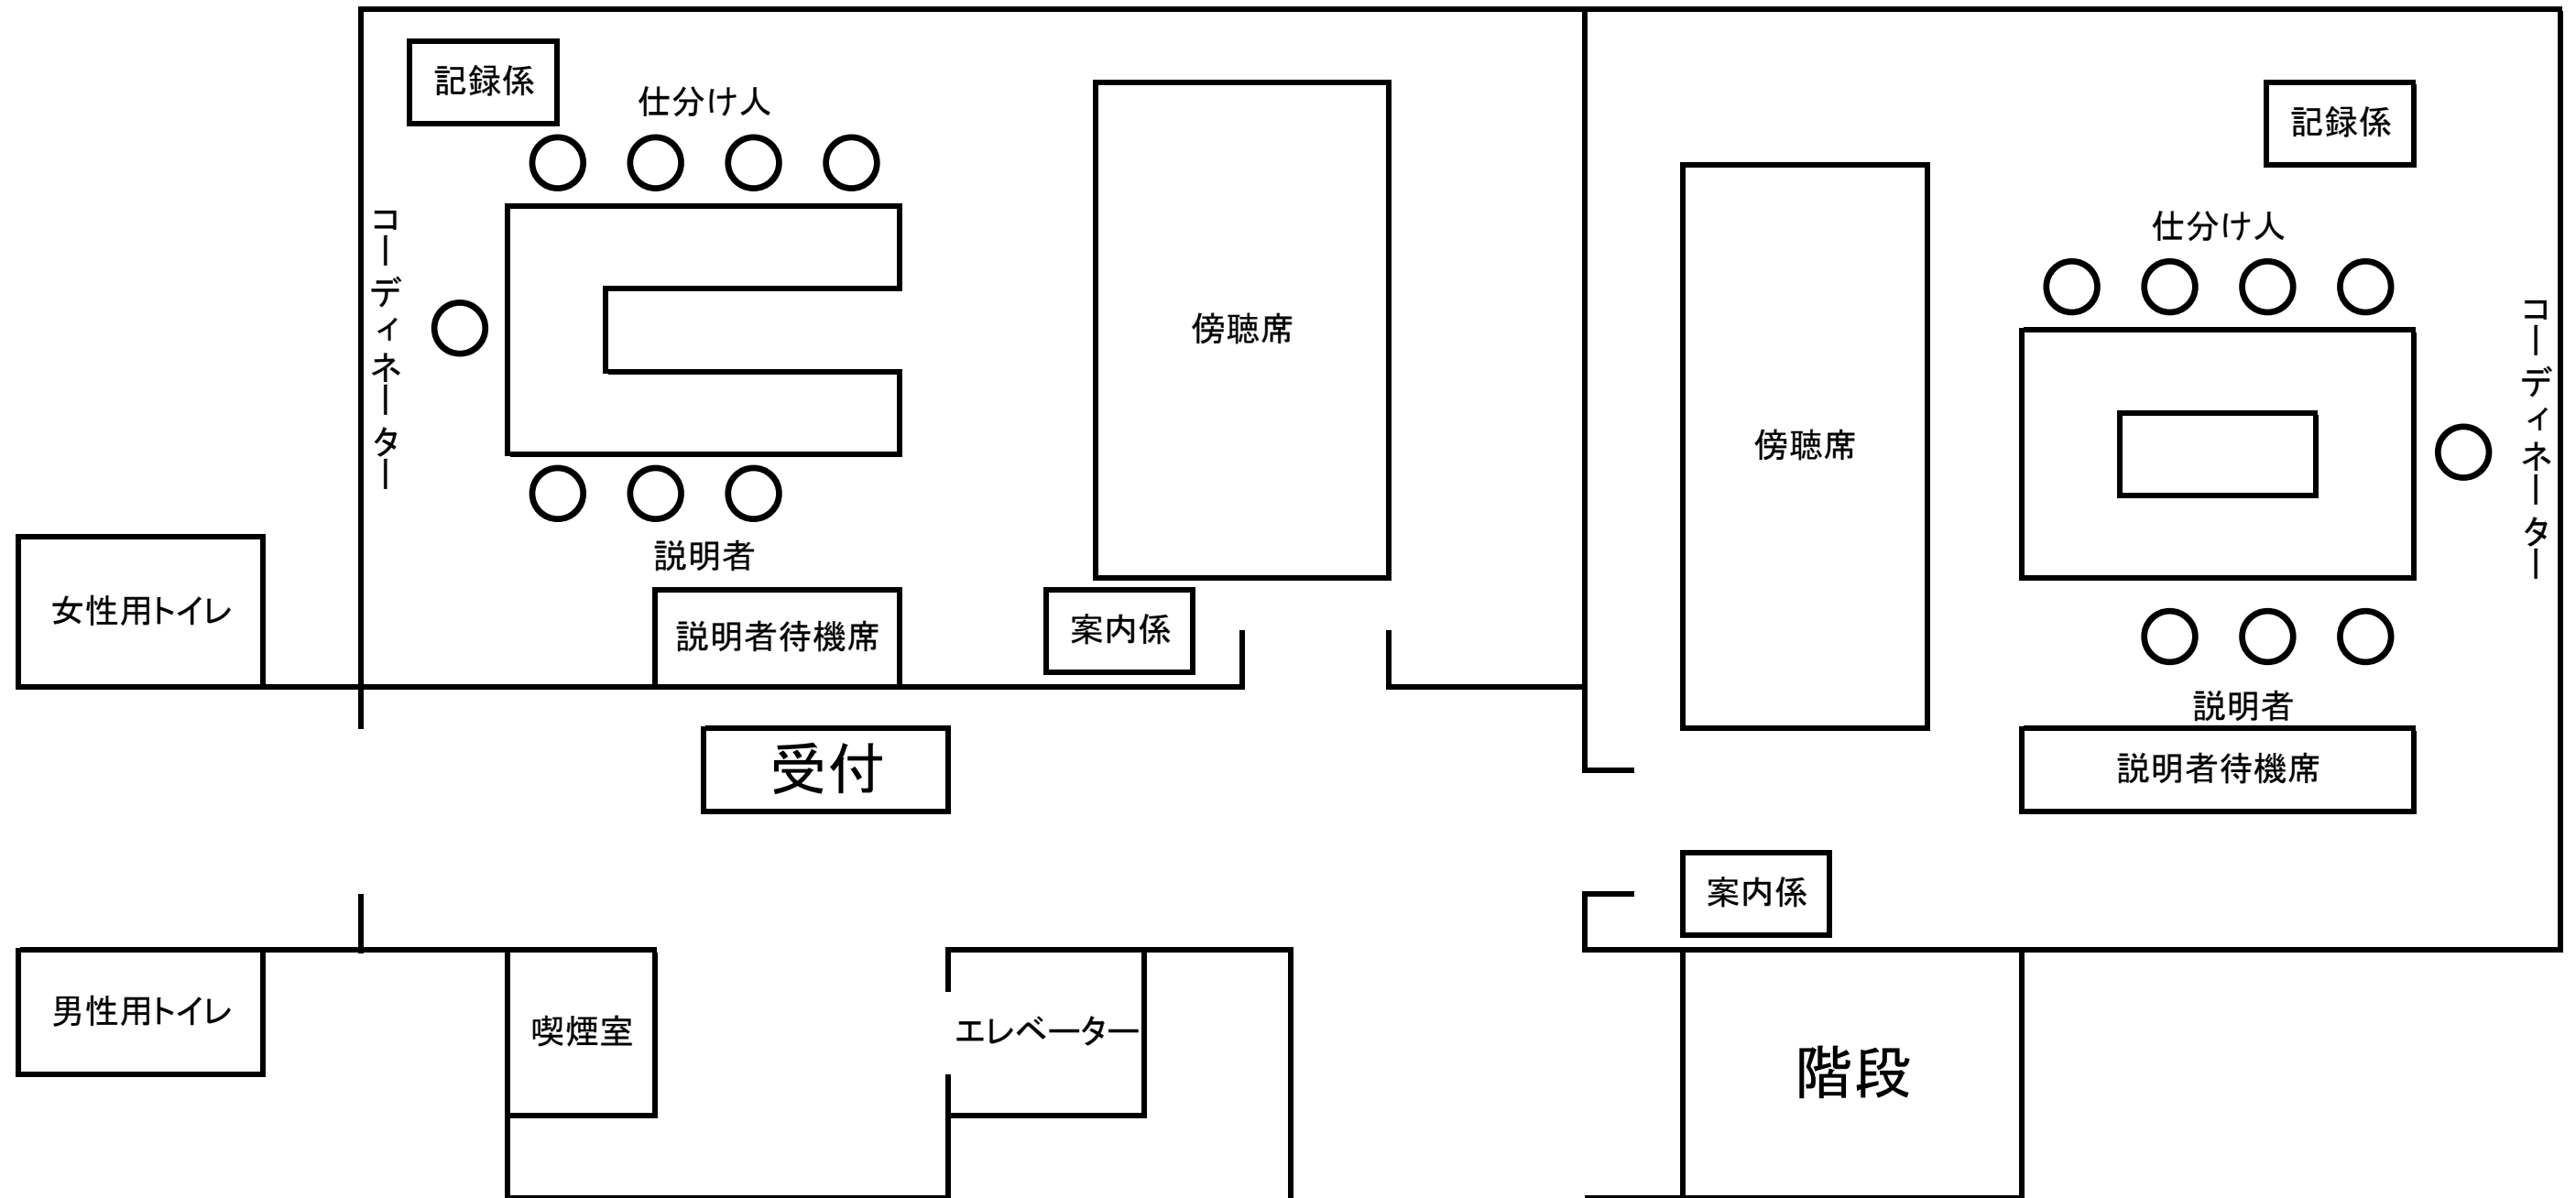 記録係
仕分け人
コーディネーター
傍聴席
説明者
説明者待機席
案内係
記録係
仕分け人
コーディネーター
傍聴席
説明者
説明者待機席
案内係
女性用トイレ
受付
男性用トイレ
喫煙室
エレベーター
階段